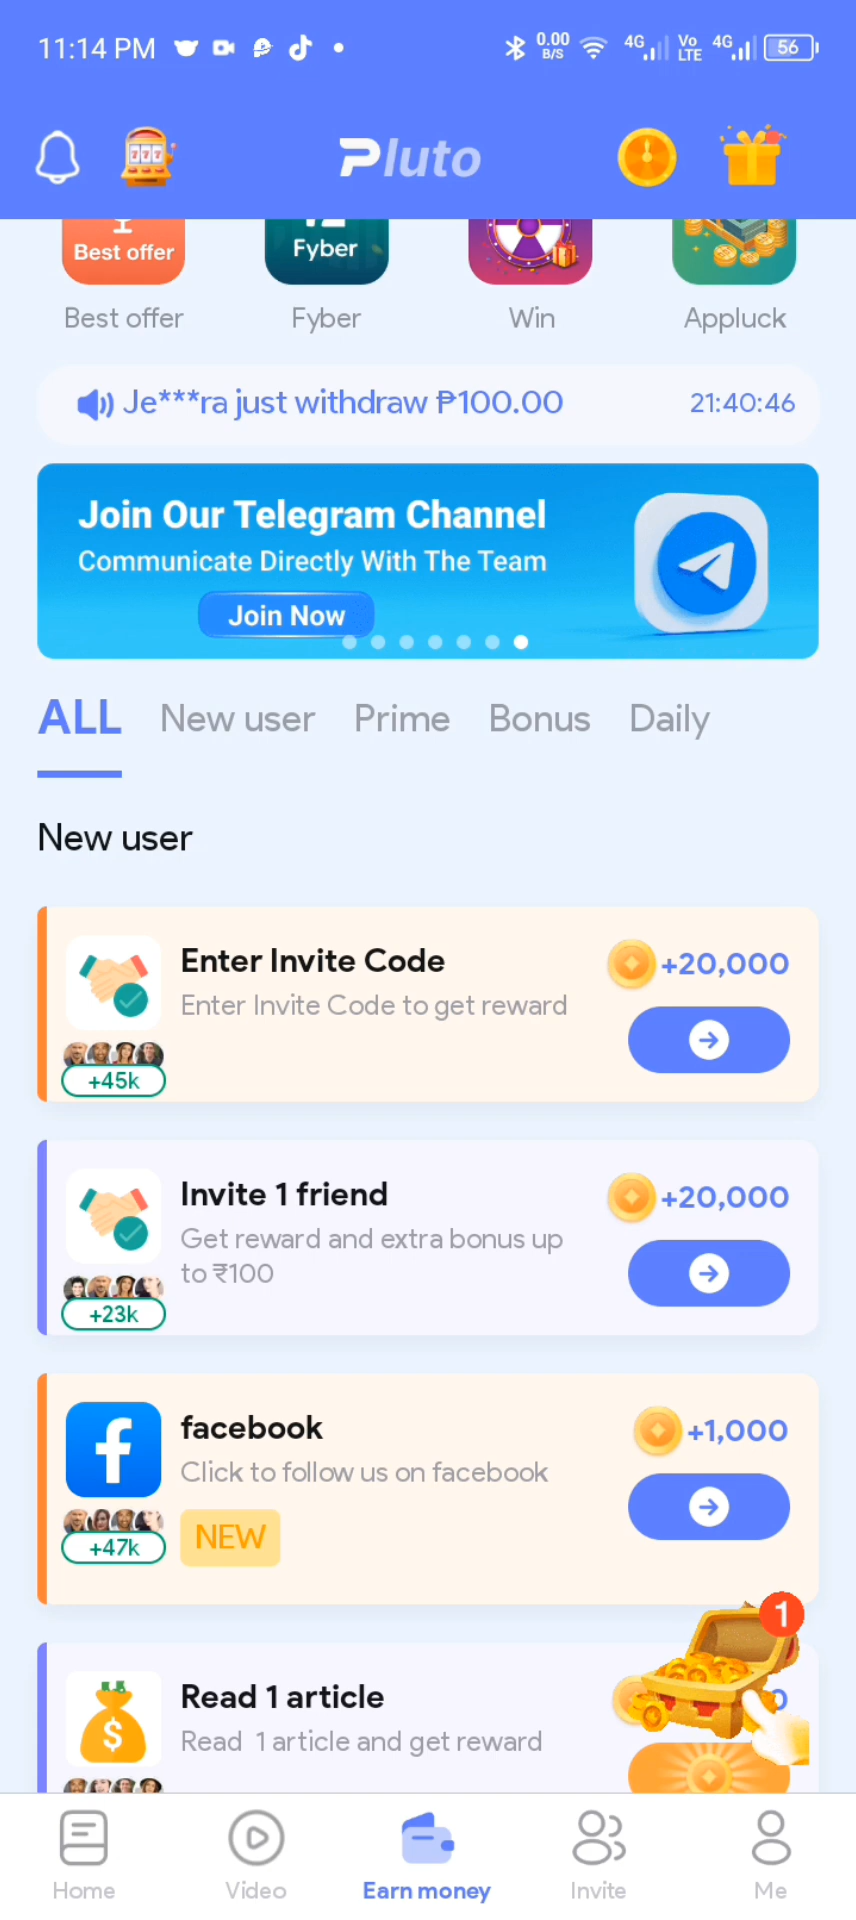 11:14 PM
0.00 B/S
4G
Vo LTE
4G
56
777
Pluto
Best offer
Fyber
Best offer
Fyber
Win
Appluck
Je***ra just withdraw ₱100.00
21:40:46
Join Our Telegram Channel
Communicate Directly With The Team
Join Now
ALL
New user
Prime
Bonus
Daily
New user
Enter Invite Code
+20,000
Enter Invite Code to get reward
+45k
Invite 1 friend
+20,000
Get reward and extra bonus up
to ₹100
+23k
facebook
+1,000
Click to follow us on facebook
NEW
+47k
1
Read 1 article
Read 1 article and get reward
Home
Video
Earn money
Invite
Me